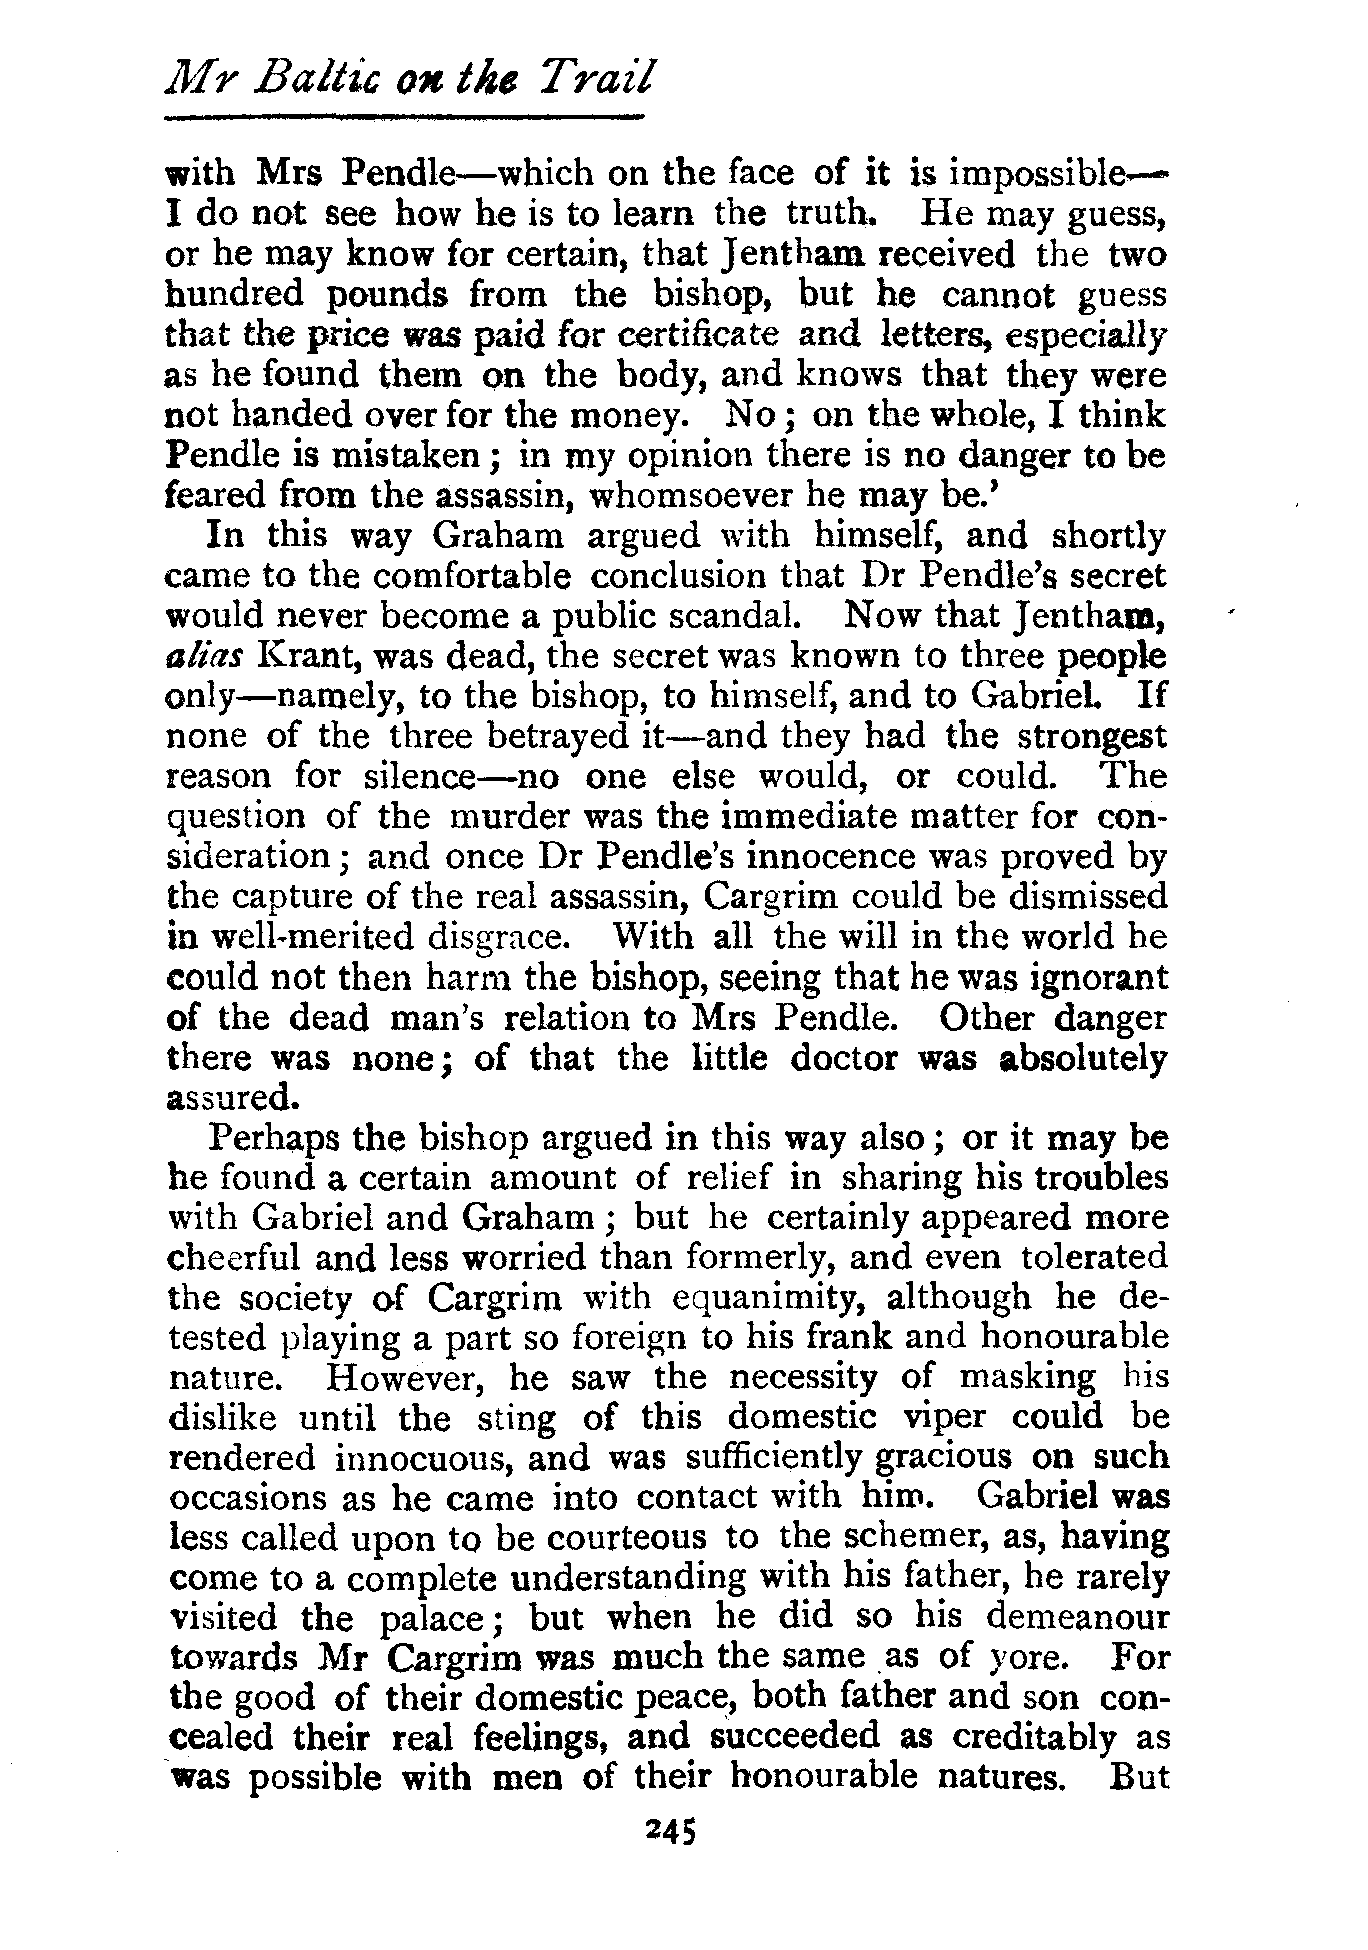 Mr Baltic on the Trail
with Mrs Pendle—which on the face of it is impossible—
I do not see how he is to learn the truth. He may guess,
or he may know for certain, that Jentham received the two
hundred pounds from the bishop, but he cannot guess
that the price was paid for certificate and letters, especially
as he found them on the body, and knows that they were
not handed over for the money. No; on the whole, I think
Pendle is mistaken; in my opinion there is no danger to be
feared from the assassin, whomsoever he may be.'
In this way Graham argued with himself, and shortly
came to the comfortable conclusion that Dr Pendle's secret
would never become a public scandal. Now that Jentham,
alias Krant, was dead, the secret was known to three people
only—namely, to the bishop, to himself, and to Gabriel. If
none of the three betrayed it—and they had the strongest
reason for silence—no one else would, or could. The
question of the murder was the immediate matter for con-
sideration; and once Dr Pendle's innocence was proved by
the capture of the real assassin, Cargrim could be dismissed
in well-merited disgrace. With all the will in the world he
could not then harm the bishop, seeing that he was ignorant
of the dead man's relation to Mrs Pendle. Other danger
there was none; of that the little doctor was absolutely
assured.
Perhaps the bishop argued in this way also; or it may be
he found a certain amount of relief in sharing his troubles
with Gabriel and Graham; but he certainly appeared more
cheerful and less worried than formerly, and even tolerated
the society of Cargrim with equanimity, although he de-
tested playing a part so foreign to his frank and honourable
nature. However, he saw the necessity of masking his
dislike until the sting of this domestic viper could be
rendered innocuous, and was sufficiently gracious on such
occasions as he came into contact with him. Gabriel was
less called upon to be courteous to the schemer, as, having
come to a complete understanding with his father, he rarely
visited the palace; but when he did so his demeanour
towards Mr Cargrim was much the same as of yore. For
the good of their domestic peace, both father and son con-
cealed their real feelings, and succeeded as creditably as
was possible with men of their honourable natures. But
245